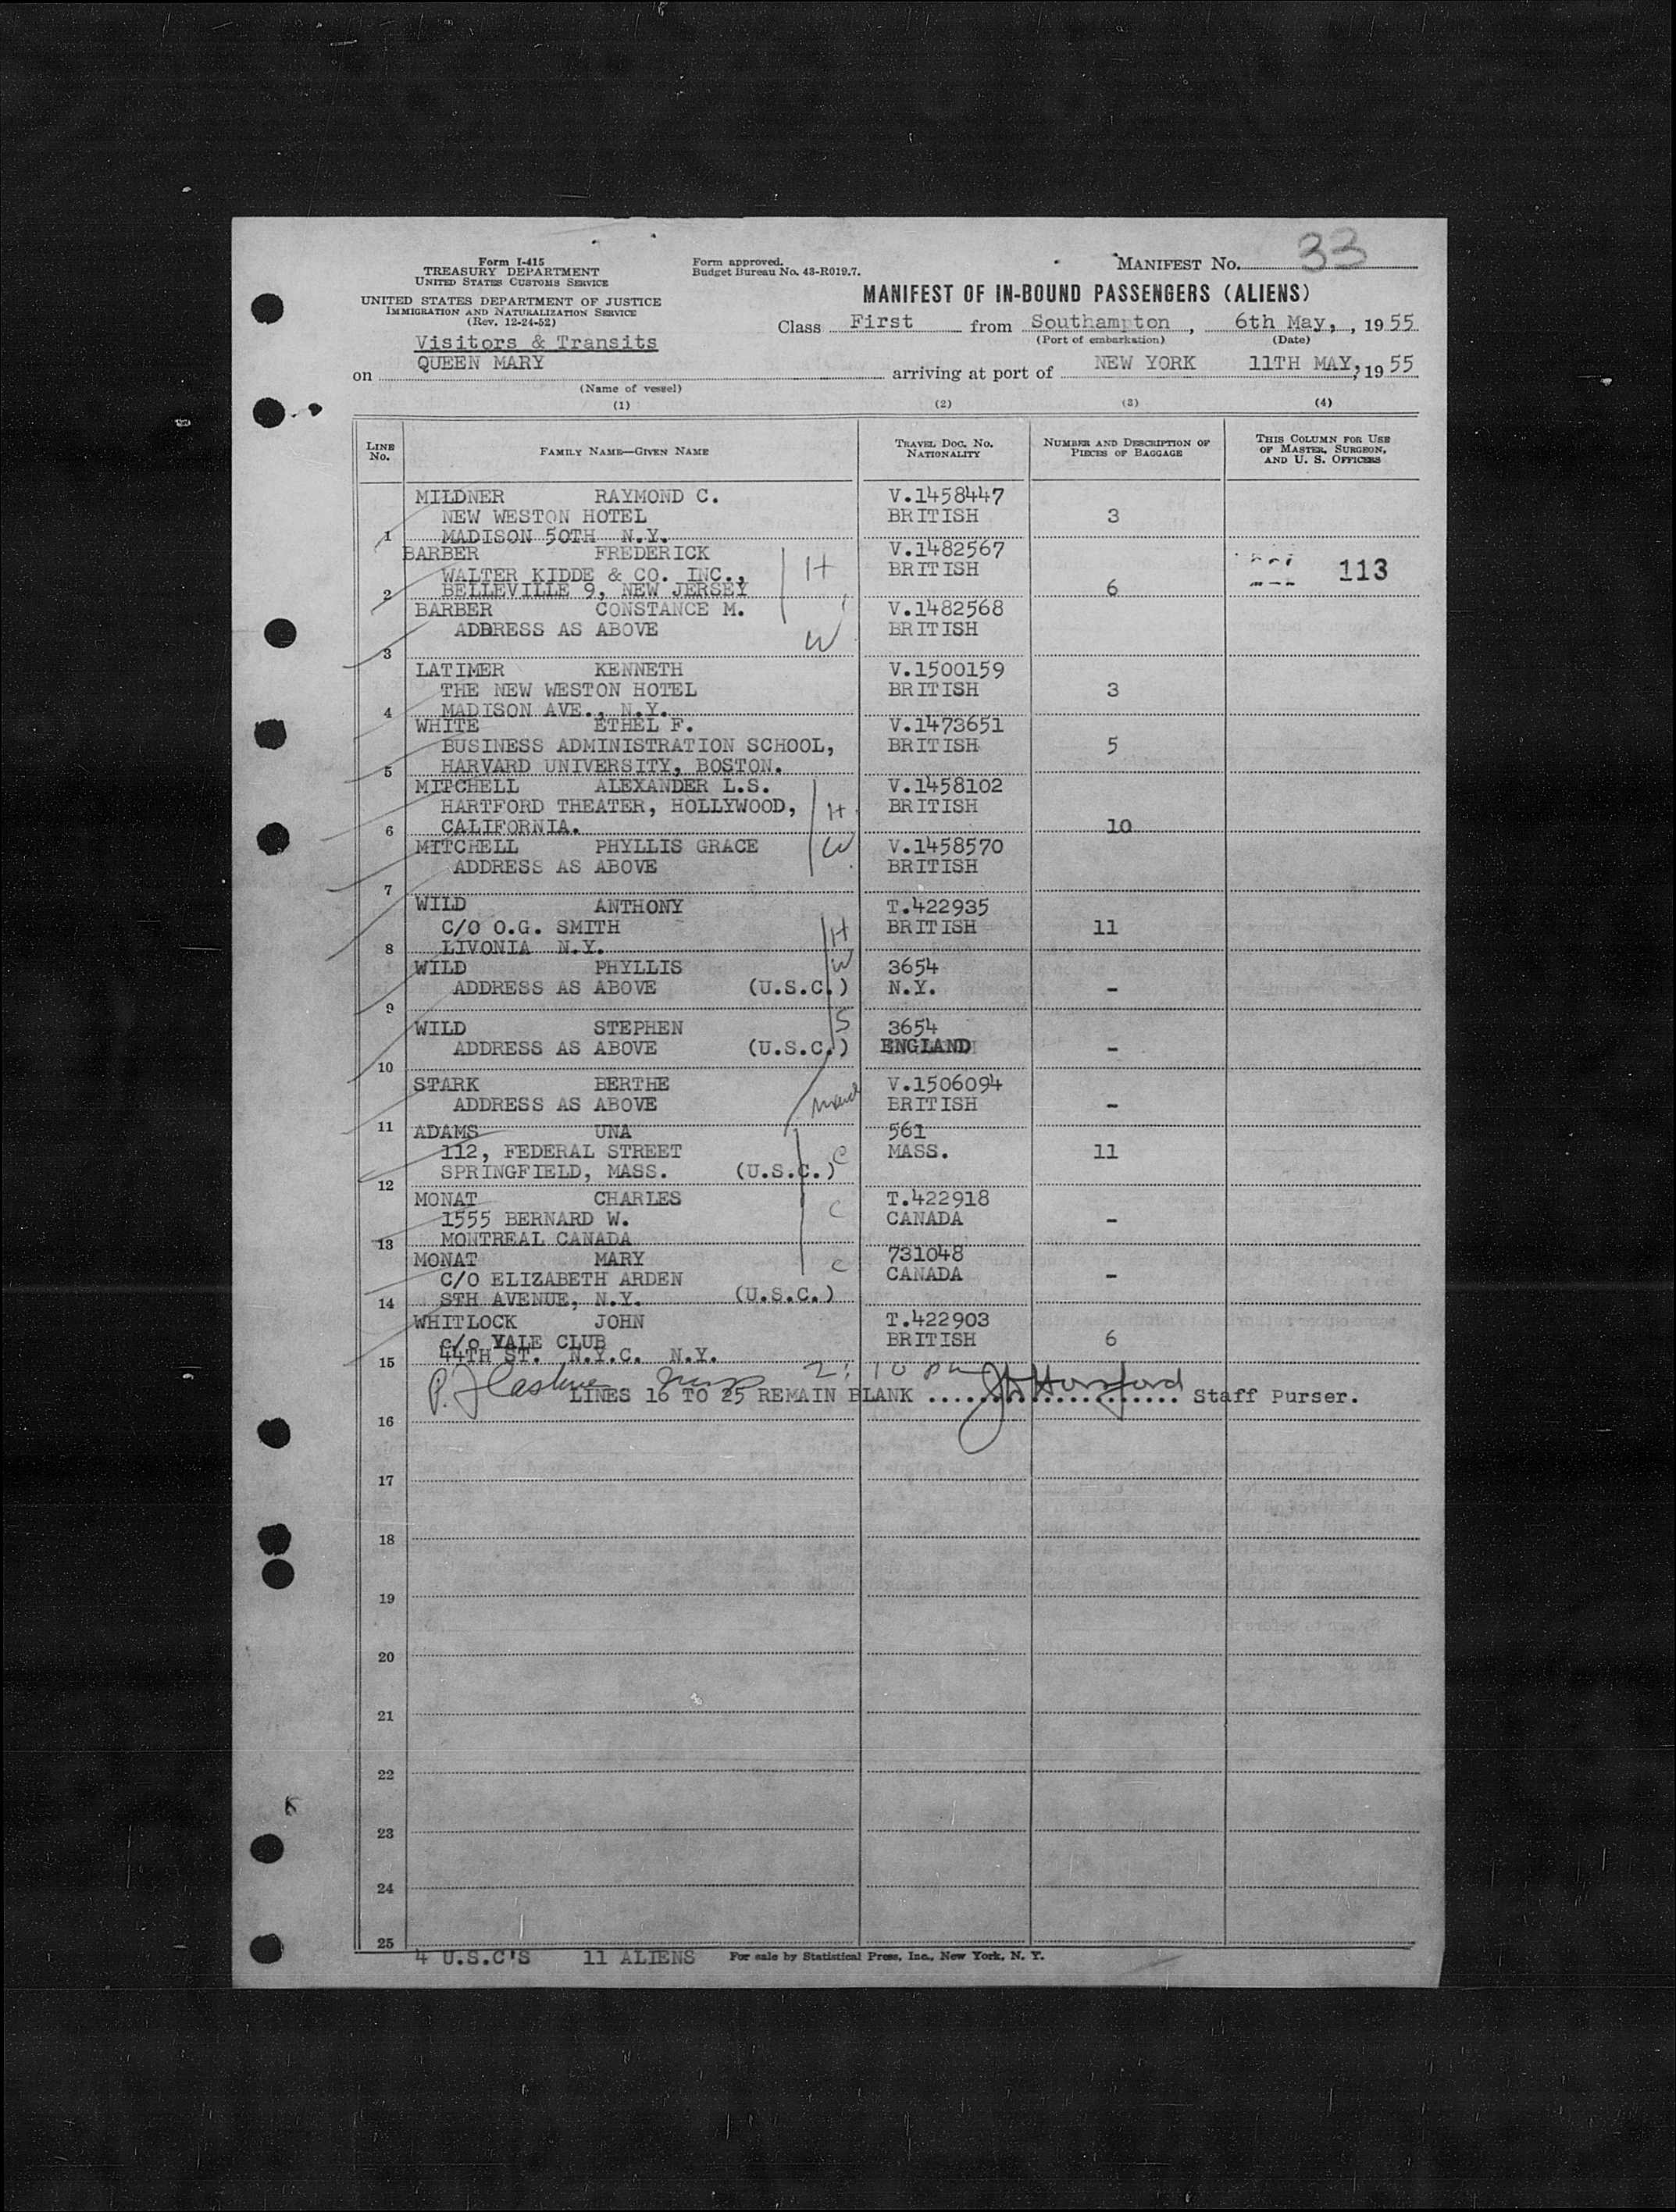 33
Form I-415
TREASURY DEPARTMENT
UNITED STATES CUSTOMS SERVICE
Form approved.
Budget Bureau No. 43-R019.7.
MANIFEST No.
UNITED STATES DEPARTMENT OF JUSTICE
IMMIGRATION AND NATURALIZATION SERVICE
(Rev. 12-24-52)
MANIFEST OF IN-BOUND PASSENGERS (ALIENS)
Class First from Southampton, 6th May, , 1955
(Port of embarkation) (Date)
Visitors & Transits
on QUEEN MARY arriving at port of NEW YORK 11TH MAY, 1955
(Name of vessel)
(1) (2) (3) (4)
LINE No. FAMILY NAME—GIVEN NAME TRAVEL DOC. No. NATIONALITY NUMBER AND DESCRIPTION OF PIECES OF BAGGAGE THIS COLUMN FOR USE OF MASTER, SURGEON, AND U. S. OFFICERS
MILDNER RAYMOND C. V.1458447
NEW WESTON HOTEL BRITISH 3
1 MADISON 50TH N.Y.
BARBER FREDERICK V.1482567
WALTER KIDDE & CO. INC., H BRITISH 113
2 BELLEVILLE 9, NEW JERSEY 6
BARBER CONSTANCE M. V.1482568
ADDRESS AS ABOVE W BRITISH
3
LATIMER KENNETH V.1500159
THE NEW WESTON HOTEL BRITISH 3
4 MADISON AVE., N.Y.
WHITE ETHEL F. V.1473651
BUSINESS ADMINISTRATION SCHOOL, BRITISH 5
5 HARVARD UNIVERSITY, BOSTON.
MITCHELL ALEXANDER L.S. V.1458102
HARTFORD THEATER, HOLLYWOOD, H BRITISH
6 CALIFORNIA. 10
MITCHELL PHYLLIS GRACE W V.1458570
ADDRESS AS ABOVE BRITISH
7
WILD ANTHONY T.422935
C/O O.G. SMITH H BRITISH 11
8 LIVONIA N.Y.
WILD PHYLLIS W 3654
ADDRESS AS ABOVE (U.S.C.) N.Y. -
9
WILD STEPHEN S 3654
ADDRESS AS ABOVE (U.S.C.) ENGLAND -
10
STARK BERTHE V.1506094
ADDRESS AS ABOVE maid BRITISH -
11
ADAMS UNA 561
112, FEDERAL STREET C MASS. 11
SPRINGFIELD, MASS. (U.S.C.)
12
MONAT CHARLES T.422918
1555 BERNARD W. C CANADA -
13 MONTREAL CANADA
MONAT MARY 731048
C/O ELIZABETH ARDEN C CANADA -
14 5TH AVENUE, N.Y. (U.S.C.)
WHITLOCK JOHN T.422903
c/o YALE CLUB BRITISH 6
15 44TH ST. N.Y.C. N.Y.
2:10 pm
LINES 16 TO 25 REMAIN BLANK .................... Staff Purser.
16
17
18
19
20
21
22
23
24
25
4 U.S.C'S 11 ALIENS For sale by Statistical Press, Inc., New York, N. Y.